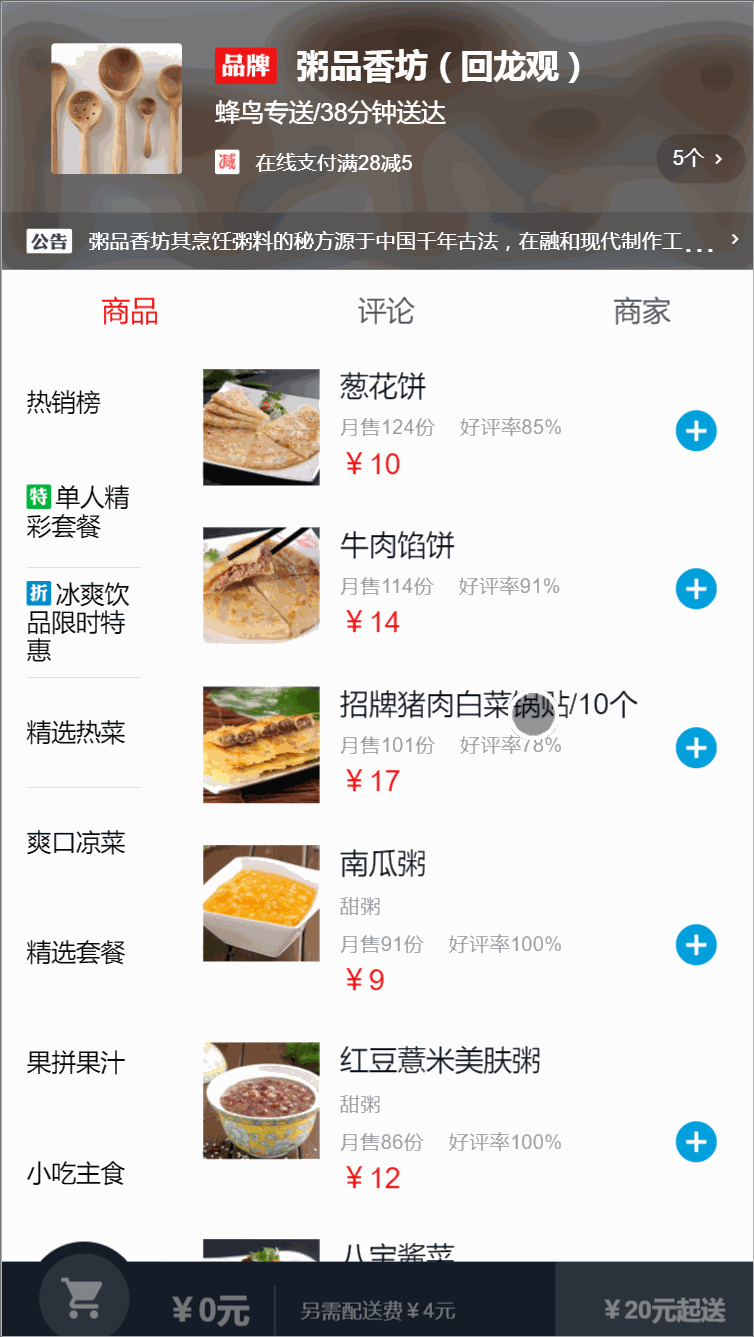 品牌 粥品香坊（回龙观）
蜂鸟专送/38分钟送达
减 在线支付满28减5
5个 >
公告 粥品香坊其烹饪粥料的秘方源于中国千年古法，在融和现代制作工... >
商品 评论 商家
热销榜
特 单人精
彩套餐
折 冰爽饮
品限时特
惠
精选热菜
爽口凉菜
精选套餐
果拼果汁
小吃主食
葱花饼
月售124份 好评率85%
￥10
牛肉馅饼
月售114份 好评率91%
￥14
招牌猪肉白菜锅贴/10个
月售101份 好评率78%
￥17
南瓜粥
甜粥
月售91份 好评率100%
￥9
红豆薏米美肤粥
甜粥
月售86份 好评率100%
￥12
八宝酱菜
￥0元 另需配送费￥4元 ￥20元起送